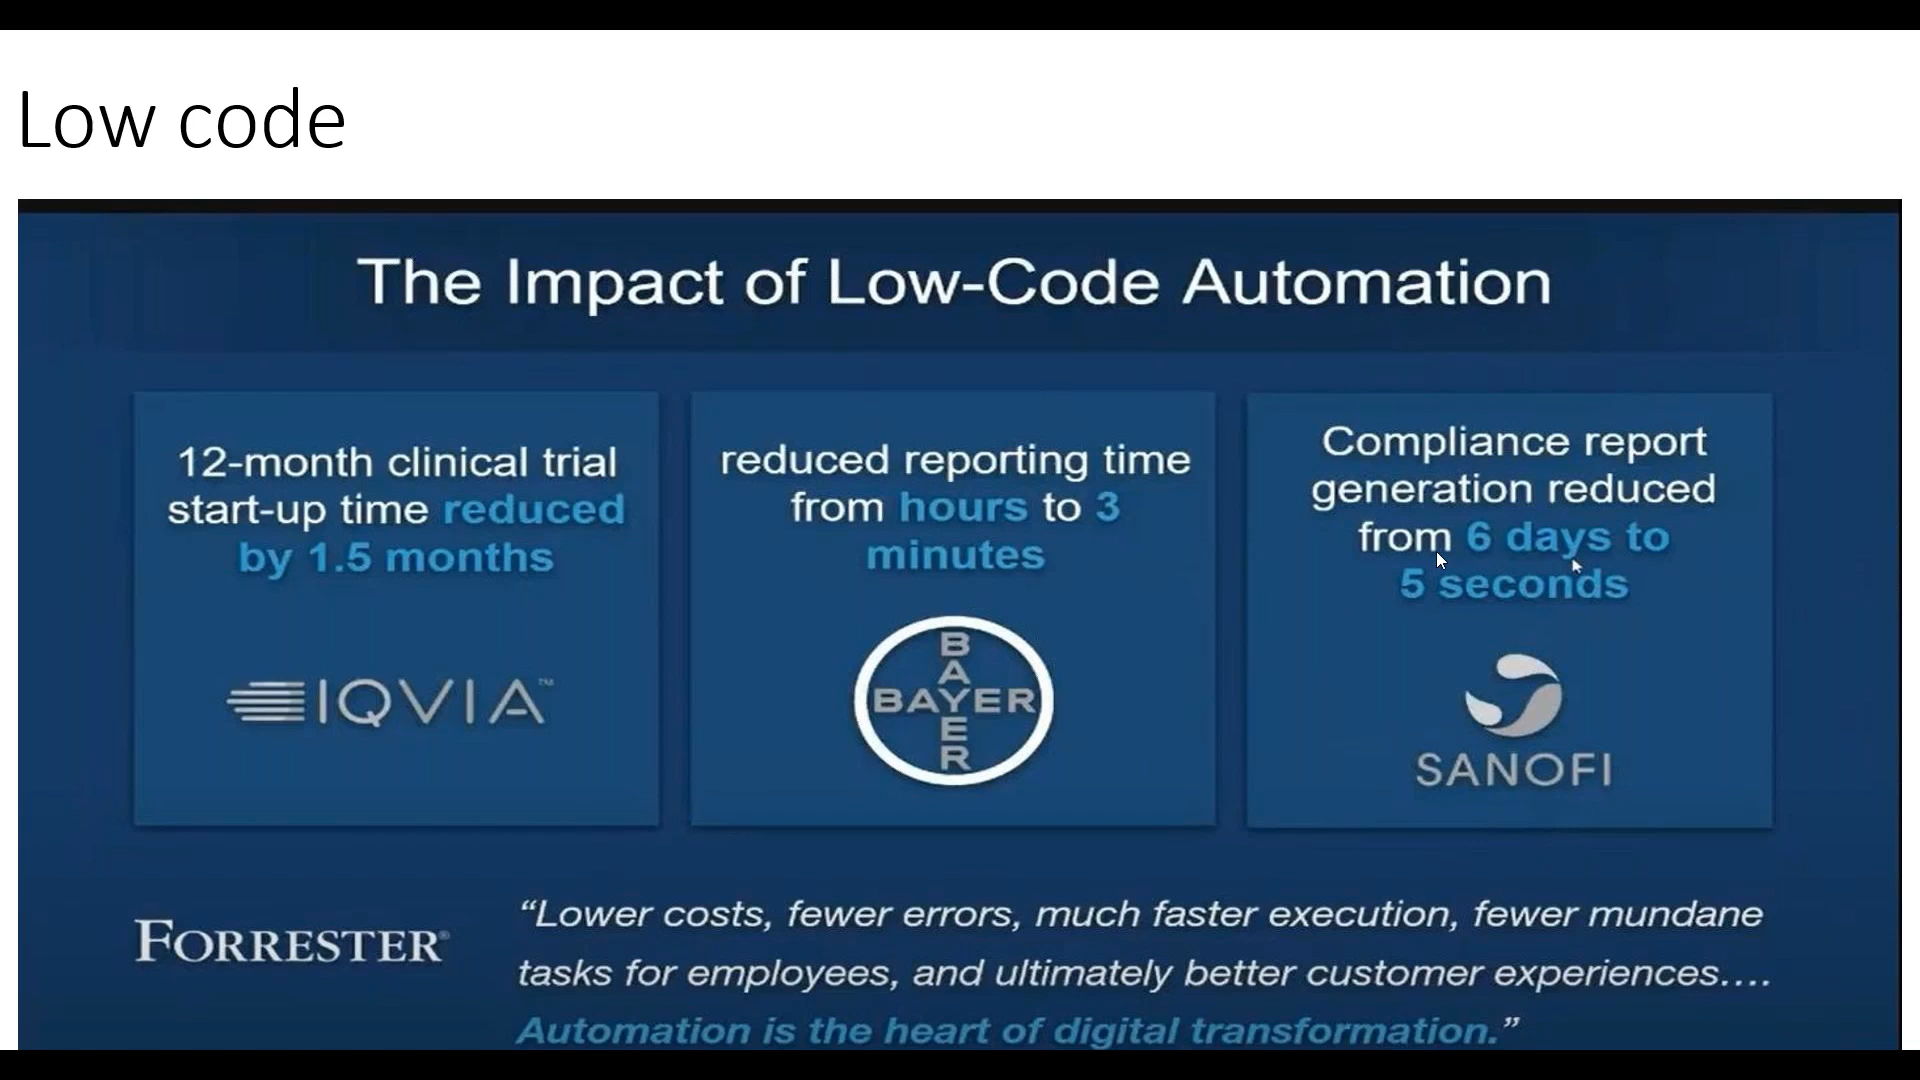 Low code
The Impact of Low-Code Automation
12-month clinical trial
start-up time reduced
by 1.5 months
IQVIA™
reduced reporting time
from hours to 3
minutes
B
A
BAYER
E
R
Compliance report
generation reduced
from 6 days to
5 seconds
SANOFI
FORRESTER®
“Lower costs, fewer errors, much faster execution, fewer mundane
tasks for employees, and ultimately better customer experiences….
Automation is the heart of digital transformation.”